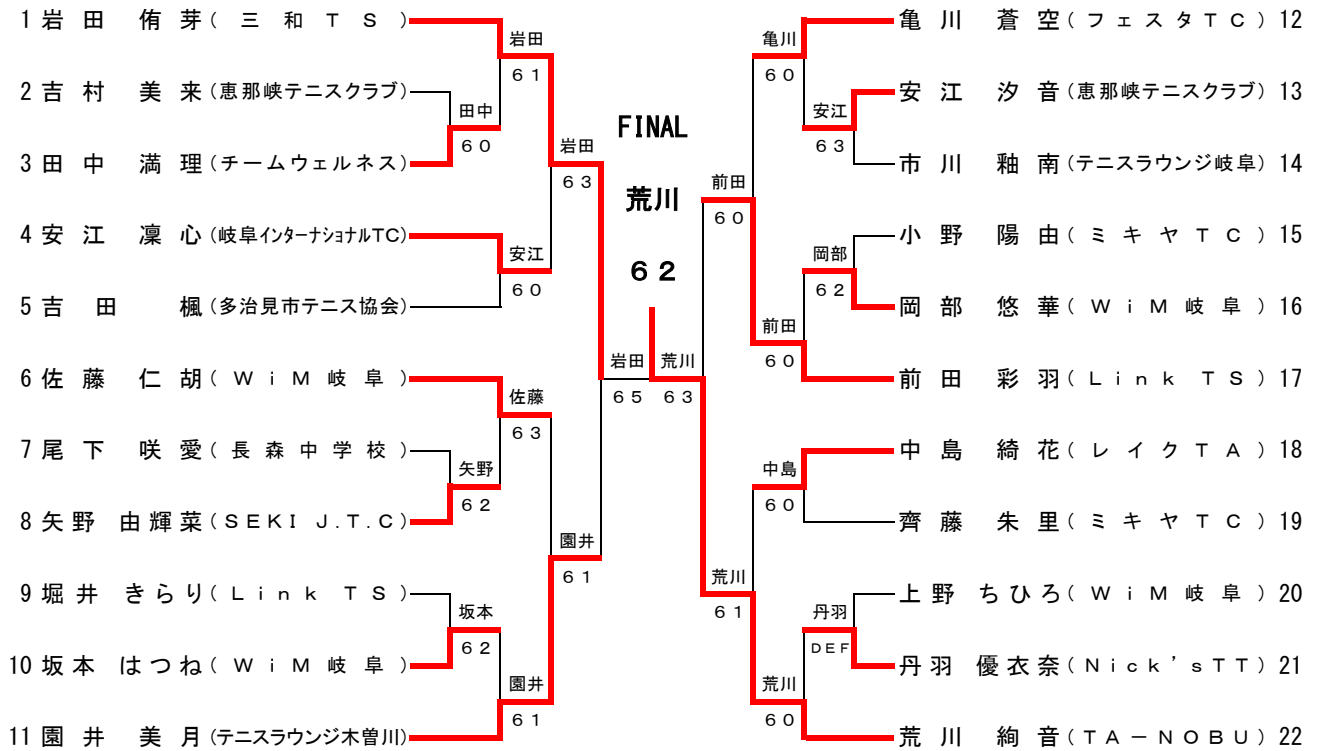 1 岩田 侑芽 (三和TS)
2 吉村 美来 (恵那峡テニスクラブ)
3 田中 満理 (チームウェルネス)
4 安江 凜心 (岐阜インターナショナルTC)
5 吉田 楓 (多治見市テニス協会)
6 佐藤 仁胡 (WiM岐阜)
7 尾下 咲愛 (長森中学校)
8 矢野 由輝菜 (SEKI J.T.C)
9 堀井 きらり (Link TS)
10 坂本 はつね (WiM岐阜)
11 園井 美月 (テニスラウンジ木曽川)
田中
60
矢野
62
坂本
62
岩田
61
安江
60
佐藤
63
園井
61
岩田
63
園井
61
岩田
65
FINAL
荒川
62
荒川
63
前田
60
荒川
61
亀川
60
前田
60
中島
60
荒川
60
安江
63
岡部
62
丹羽
DEF
亀川 蒼空 (フェスタTC) 12
安江 汐音 (恵那峡テニスクラブ) 13
市川 釉南 (テニスラウンジ岐阜) 14
小野 陽由 (ミキヤTC) 15
岡部 悠華 (WiM岐阜) 16
前田 彩羽 (Link TS) 17
中島 綺花 (レイクTA) 18
齊藤 朱里 (ミキヤTC) 19
上野 ちひろ (WiM岐阜) 20
丹羽 優衣奈 (Nick'sTT) 21
荒川 絢音 (TA-NOBU) 22